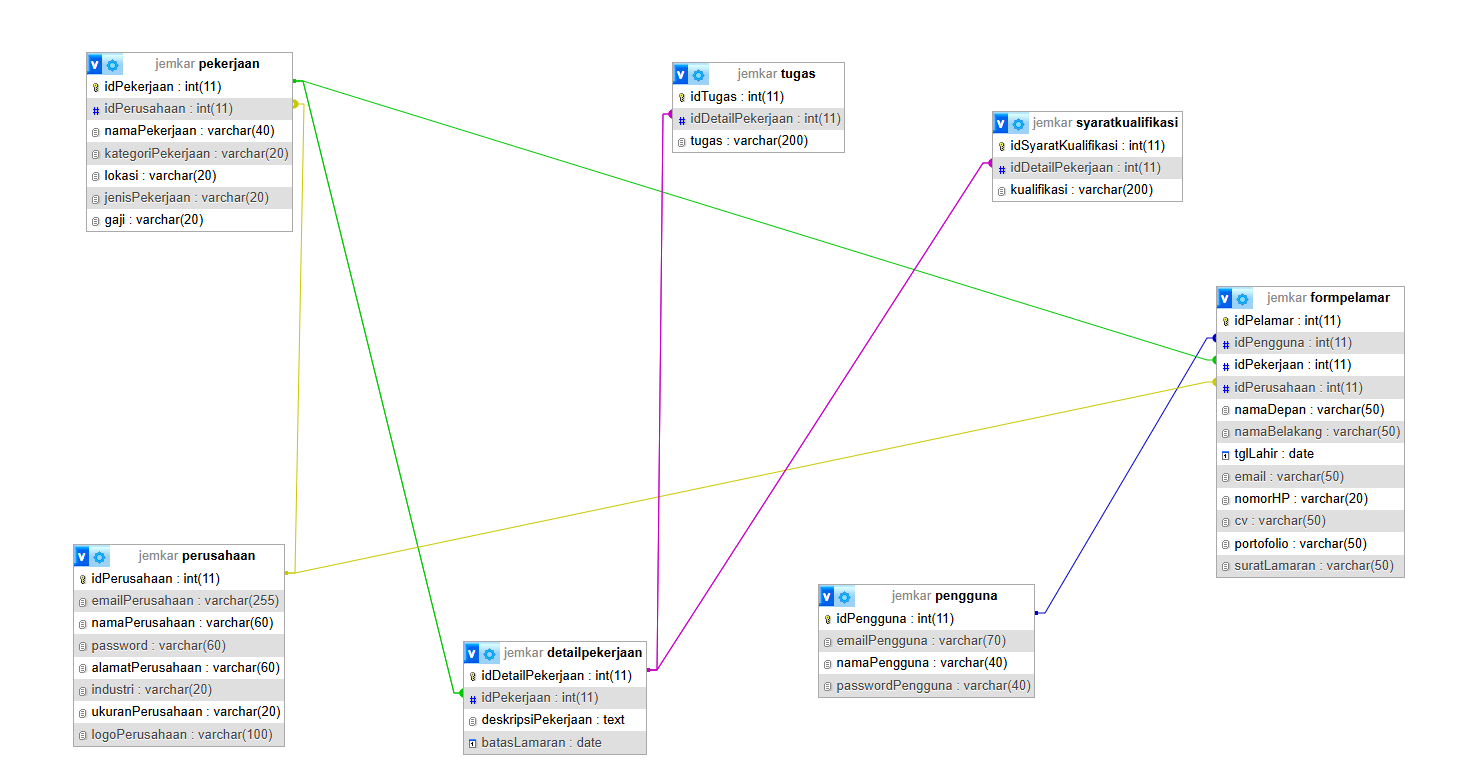 jemkar pekerjaan
idPekerjaan : int(11)
idPerusahaan : int(11)
namaPekerjaan : varchar(40)
kategoriPekerjaan : varchar(20)
lokasi : varchar(20)
jenisPekerjaan : varchar(20)
gaji : varchar(20)
jemkar tugas
idTugas : int(11)
idDetailPekerjaan : int(11)
tugas : varchar(200)
jemkar syaratkualifikasi
idSyaratKualifikasi : int(11)
idDetailPekerjaan : int(11)
kualifikasi : varchar(200)
jemkar formpelamar
idPelamar : int(11)
idPengguna : int(11)
idPekerjaan : int(11)
idPerusahaan : int(11)
namaDepan : varchar(50)
namaBelakang : varchar(50)
tglLahir : date
email : varchar(50)
nomorHP : varchar(20)
cv : varchar(50)
portofolio : varchar(50)
suratLamaran : varchar(50)
jemkar perusahaan
idPerusahaan : int(11)
emailPerusahaan : varchar(255)
namaPerusahaan : varchar(60)
password : varchar(60)
alamatPerusahaan : varchar(60)
industri : varchar(20)
ukuranPerusahaan : varchar(20)
logoPerusahaan : varchar(100)
jemkar detailpekerjaan
idDetailPekerjaan : int(11)
idPekerjaan : int(11)
deskripsiPekerjaan : text
batasLamaran : date
jemkar pengguna
idPengguna : int(11)
emailPengguna : varchar(70)
namaPengguna : varchar(40)
passwordPengguna : varchar(40)